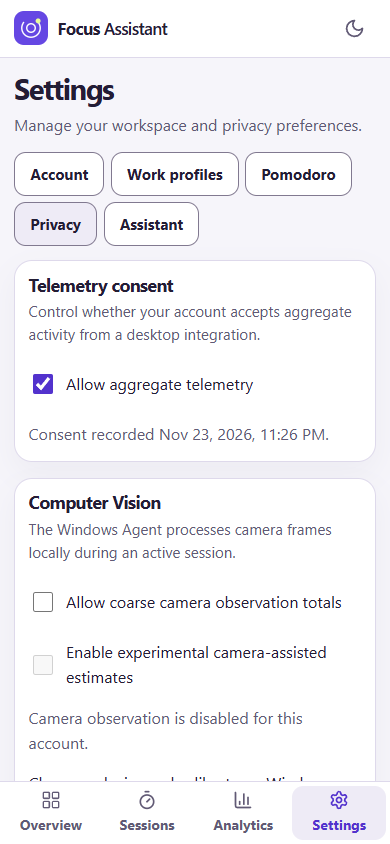 Focus Assistant
Settings
Manage your workspace and privacy preferences.
Account
Work profiles
Pomodoro
Privacy
Assistant
Telemetry consent
Control whether your account accepts aggregate
activity from a desktop integration.
Allow aggregate telemetry
Consent recorded Nov 23, 2026, 11:26 PM.
Computer Vision
The Windows Agent processes camera frames
locally during an active session.
Allow coarse camera observation totals
Enable experimental camera-assisted
estimates
Camera observation is disabled for this
account.
Overview
Sessions
Analytics
Settings